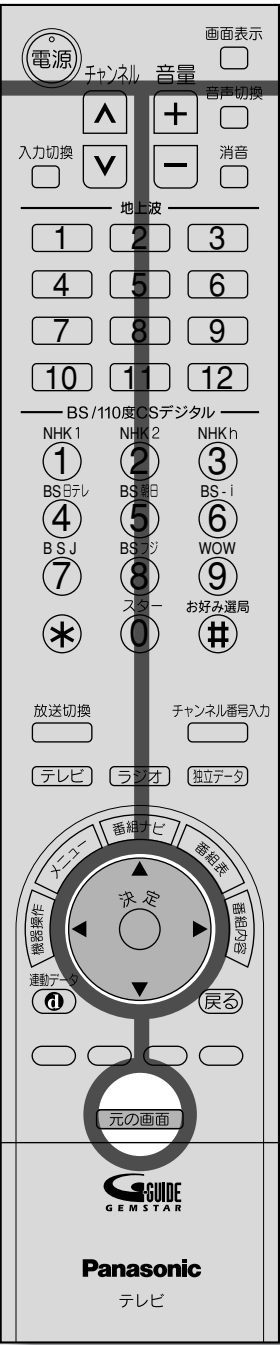 画面表示
電源
チャンネル 音量
音声切換
入力切換 消音
地上波
1 2 3
4 5 6
7 8 9
10 11 12
BS/110度CSデジタル
NHK1 NHK2 NHKh
1 2 3
BS日テレ BS朝日 BS-i
4 5 6
BSJ BSフジ WOW
7 8 9
スター お好み選局
* 0 #
放送切換 チャンネル番号入力
テレビ ラジオ 独立データ
機器操作 メニュー 番組ナビ 番組表 番組内容
決定
連動データ
d 戻る
元の画面
G-GUIDE
GEMSTAR
Panasonic
テレビ